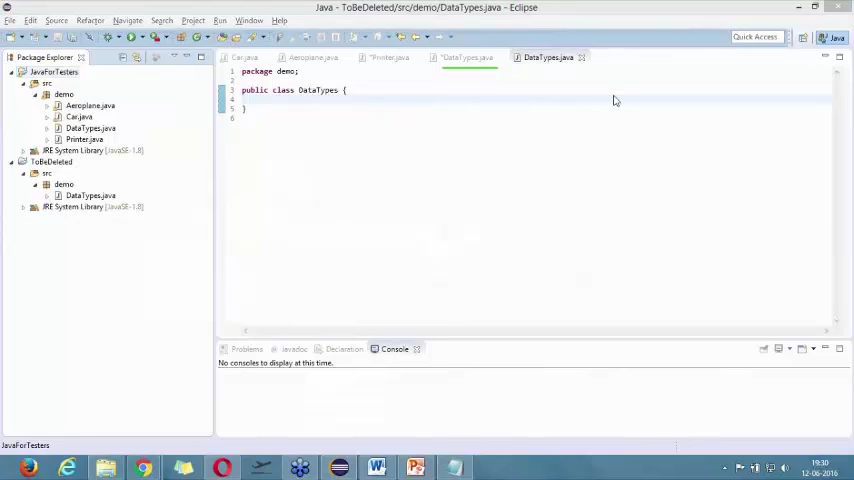 Java - ToBeDeleted/src/demo/DataTypes.java - Eclipse
File Edit Source Refactor Navigate Search Project Run Window Help
Quick Access Java
Package Explorer
JavaForTesters
src
demo
Aeroplane.java
Car.java
DataTypes.java
Printer.java
JRE System Library [JavaSE-1.8]
ToBeDeleted
src
demo
DataTypes.java
JRE System Library [JavaSE-1.8]
Car.java Aeroplane.java *Printer.java *DataTypes.java DataTypes.java
1 package demo;
2
3 public class DataTypes {
4
5 }
6
Problems Javadoc Declaration Console
No consoles to display at this time.
JavaForTesters
19:30
12-06-2016